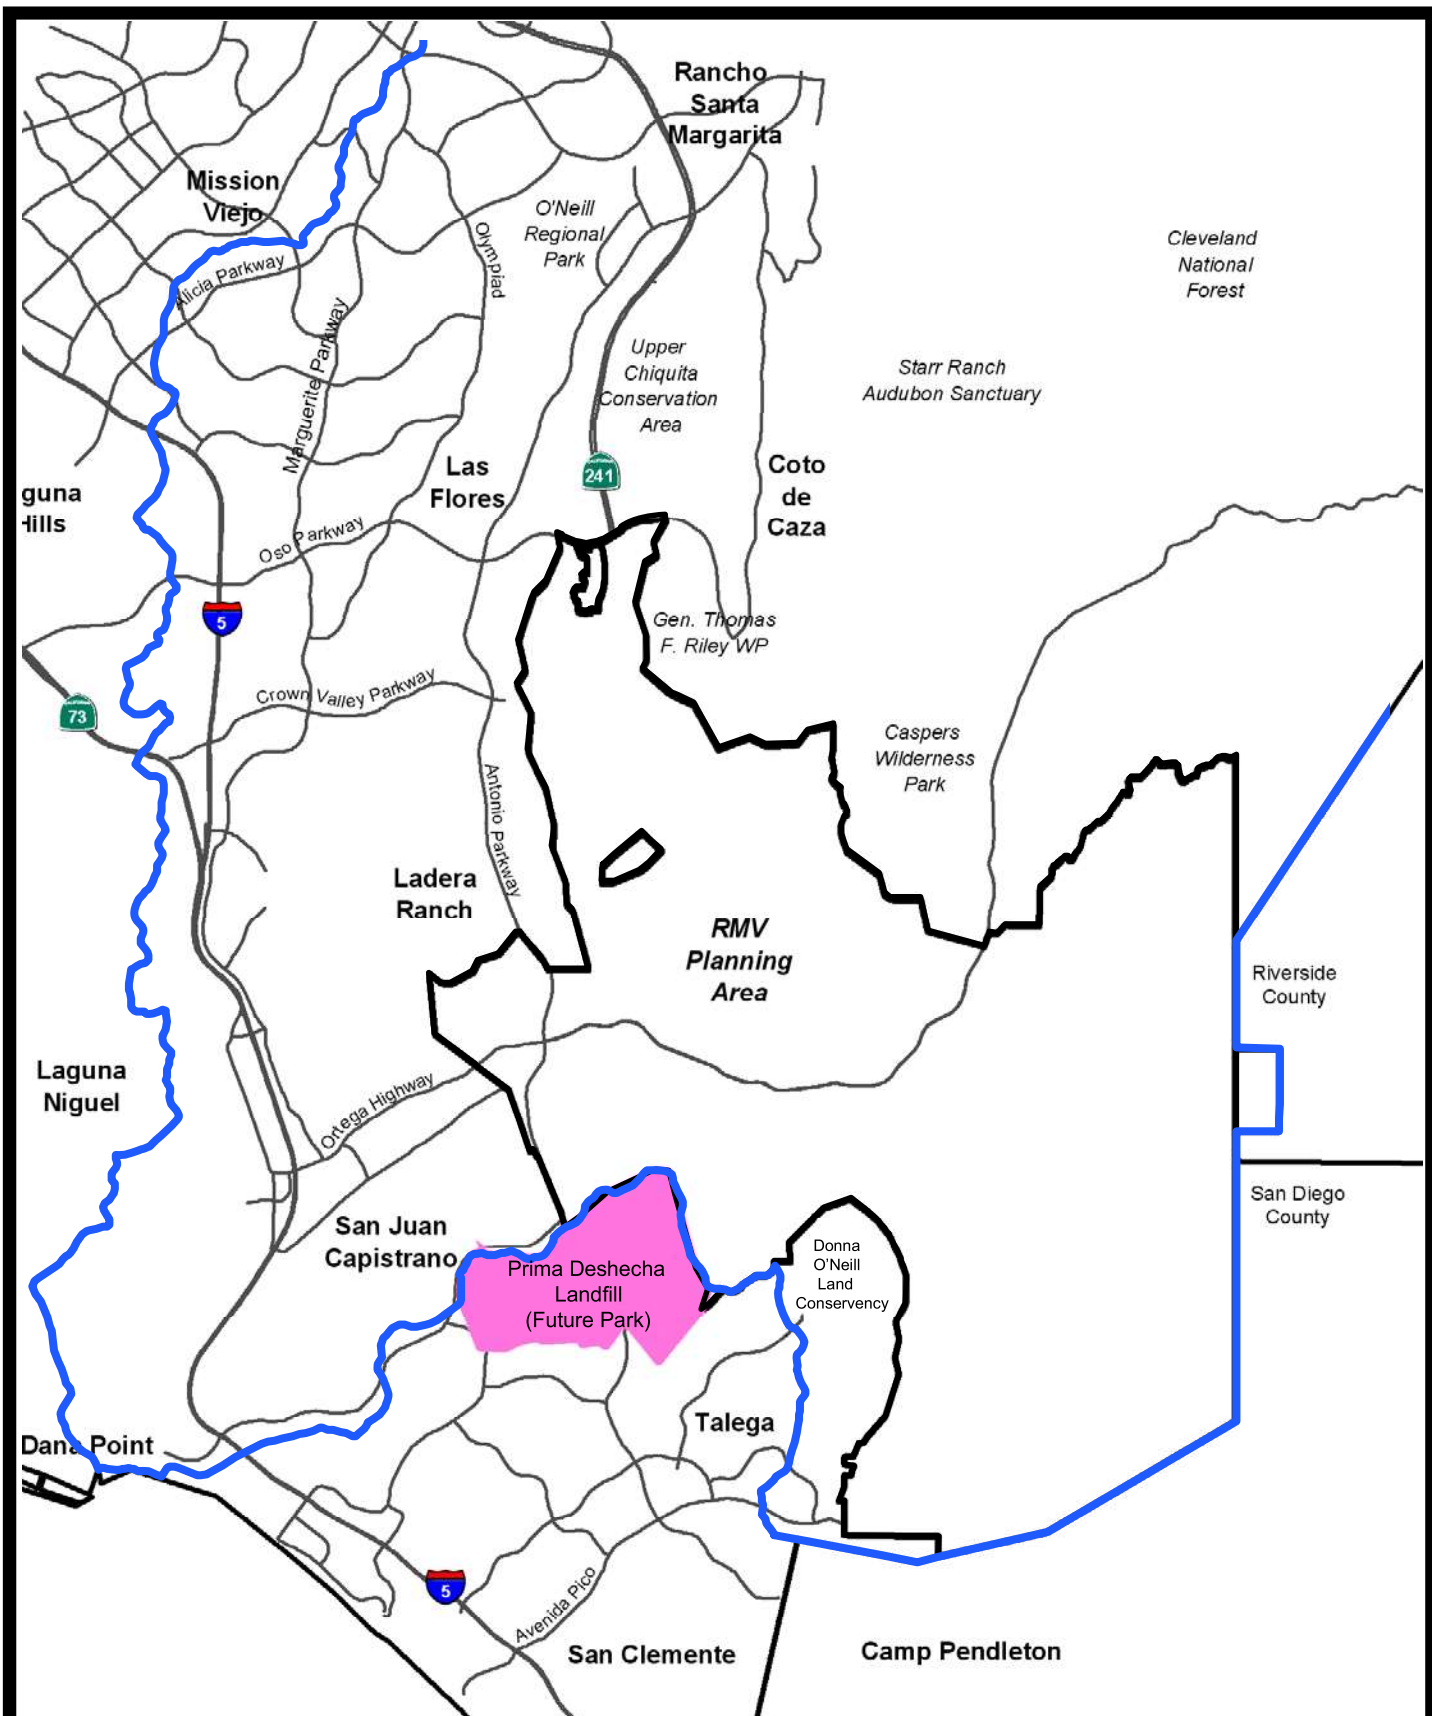 Rancho
Santa
Margarita
Mission
Viejo
O'Neill
Regional
Park
Olympiad
Cleveland
National
Forest
Alicia Parkway
Marguerite Parkway
Upper
Chiquita
Conservation
Area
Starr Ranch
Audubon Sanctuary
Las
Flores
241
Coto
de
Caza
guna
Hills
Oso Parkway
5
Gen. Thomas
F. Riley WP
Crown Valley Parkway
73
Caspers
Wilderness
Park
Antonio Parkway
Ladera
Ranch
RMV
Planning
Area
Riverside
County
Laguna
Niguel
Ortega Highway
San Diego
County
San Juan
Capistrano
Prima Deshecha
Landfill
(Future Park)
Donna
O'Neill
Land
Conservency
Talega
Dana Point
5
Avenida Pico
San Clemente
Camp Pendleton